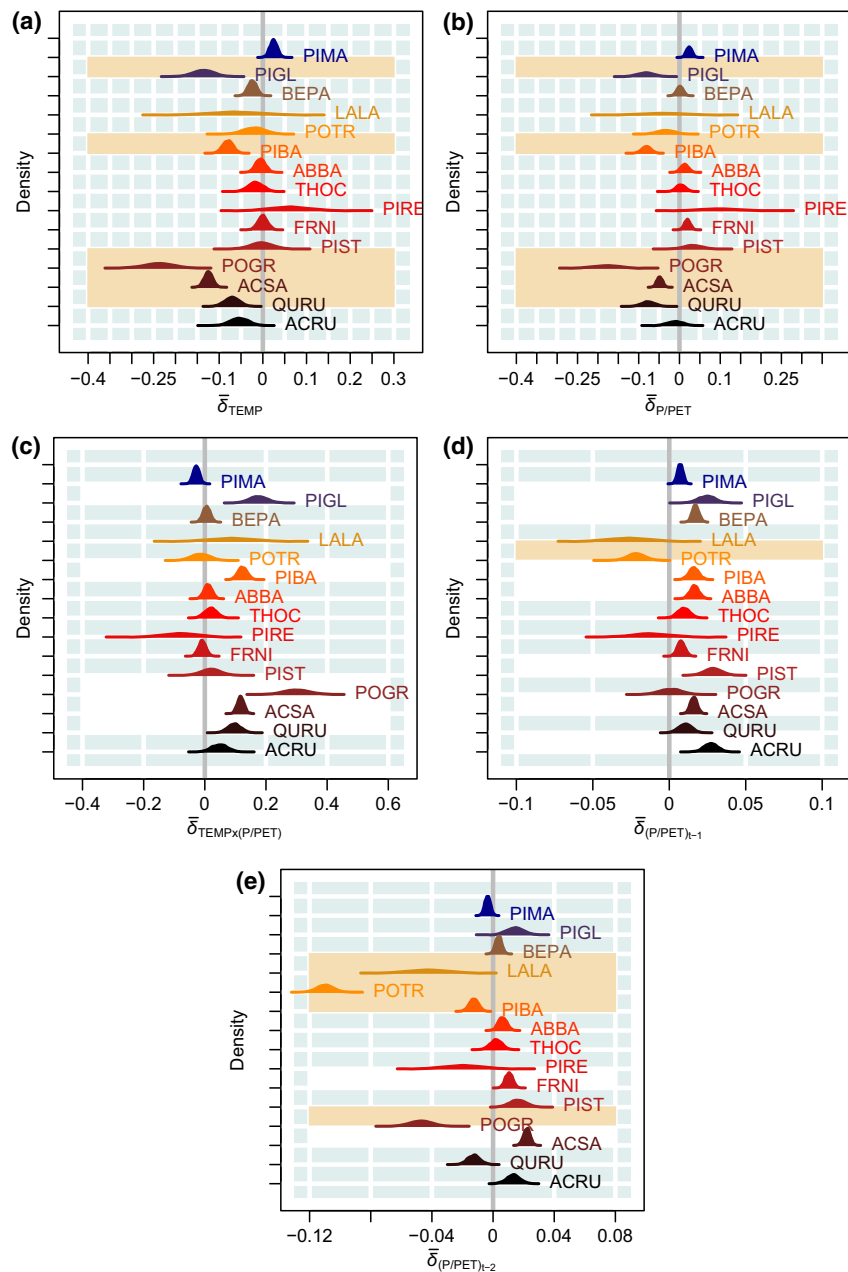 (a)
Density
PIMA
PIGL
BEPA
LALA
POTR
PIBA
ABBA
THOC
PIRE
FRNI
PIST
POGR
ACSA
QURU
ACRU
−0.4 −0.25 −0.1 0 0.1 0.2 0.3
δ̅TEMP
(b)
Density
PIMA
PIGL
BEPA
LALA
POTR
PIBA
ABBA
THOC
PIRE
FRNI
PIST
POGR
ACSA
QURU
ACRU
−0.4 −0.25 −0.1 0 0.1 0.25
δ̅P/PET
(c)
Density
PIMA
PIGL
BEPA
LALA
POTR
PIBA
ABBA
THOC
PIRE
FRNI
PIST
POGR
ACSA
QURU
ACRU
−0.4 −0.2 0 0.2 0.4 0.6
δ̅TEMPx(P/PET)
(d)
Density
PIMA
PIGL
BEPA
LALA
POTR
PIBA
ABBA
THOC
PIRE
FRNI
PIST
POGR
ACSA
QURU
ACRU
−0.1 −0.05 0 0.05 0.1
δ̅(P/PET)t−1
(e)
Density
PIMA
PIGL
BEPA
LALA
POTR
PIBA
ABBA
THOC
PIRE
FRNI
PIST
POGR
ACSA
QURU
ACRU
−0.12 −0.04 0 0.04 0.08
δ̅(P/PET)t−2